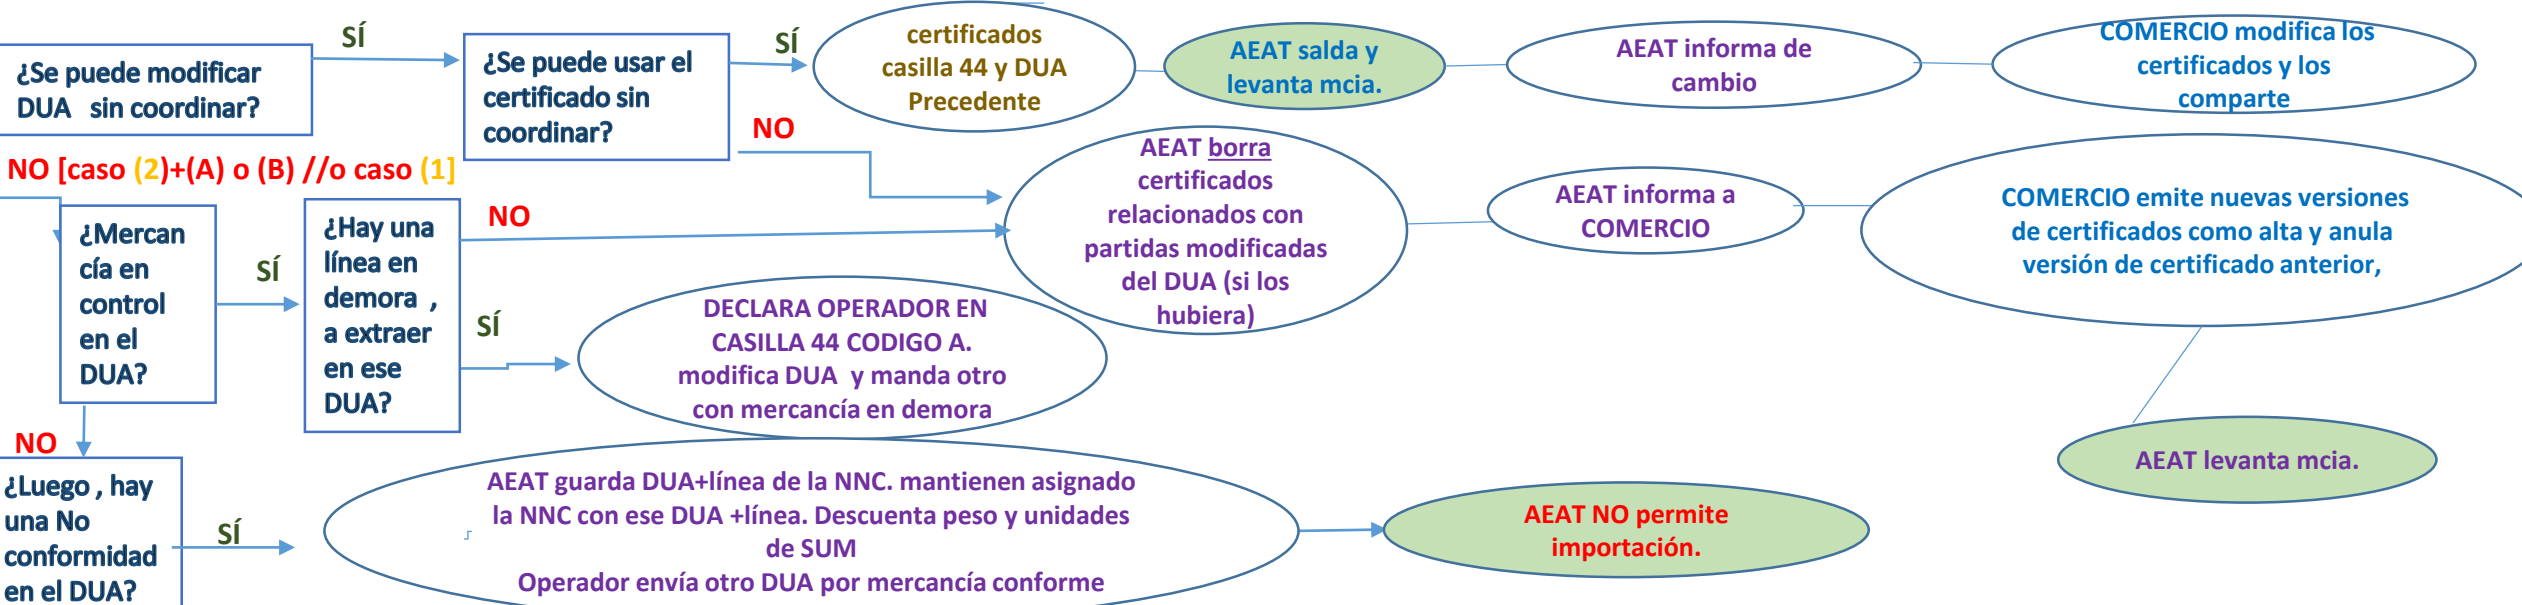 SÍ
¿Se puede modificar
DUA sin coordinar?
¿Se puede usar el
certificado sin
coordinar?
SÍ
certificados
casilla 44 y DUA
Precedente
AEAT salda y
levanta mcia.
AEAT informa de
cambio
COMERCIO modifica los
certificados y los
comparte
NO
NO [caso (2)+(A) o (B) //o caso (1]
¿Mercan
cía en
control
en el
DUA?
SÍ
¿Hay una
línea en
demora ,
a extraer
en ese
DUA?
NO
SÍ
AEAT borra
certificados
relacionados con
partidas modificadas
del DUA (si los
hubiera)
AEAT informa a
COMERCIO
COMERCIO emite nuevas versiones
de certificados como alta y anula
versión de certificado anterior,
DECLARA OPERADOR EN
CASILLA 44 CODIGO A.
modifica DUA y manda otro
con mercancía en demora
AEAT levanta mcia.
NO
¿Luego , hay
una No
conformidad
en el DUA?
SÍ
AEAT guarda DUA+línea de la NNC. mantienen asignado
la NNC con ese DUA +línea. Descuenta peso y unidades
de SUM
Operador envía otro DUA por mercancía conforme
AEAT NO permite
importación.